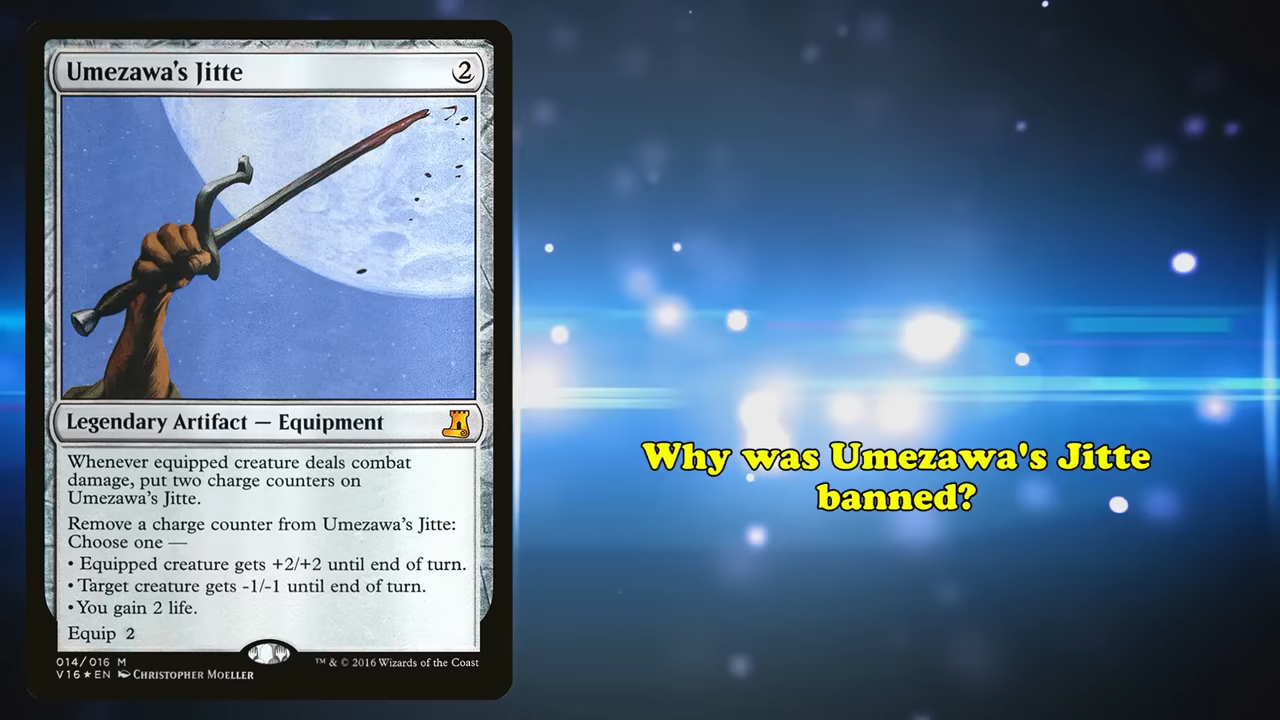 Umezawa's Jitte 2
Legendary Artifact — Equipment
Whenever equipped creature deals combat
damage, put two charge counters on
Umezawa's Jitte.
Remove a charge counter from Umezawa's Jitte:
Choose one —
• Equipped creature gets +2/+2 until end of turn.
• Target creature gets -1/-1 until end of turn.
• You gain 2 life.
Equip 2
014/016 M
V16★EN Christopher Moeller
™ & © 2016 Wizards of the Coast
Why was Umezawa's Jitte
banned?